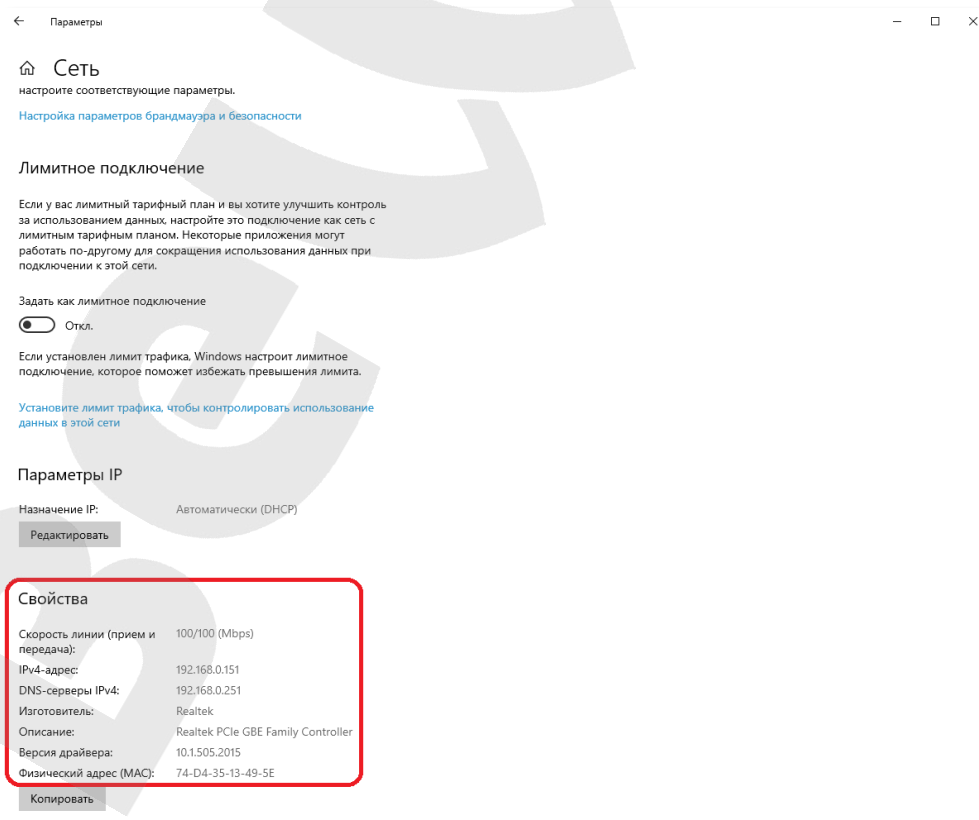 Параметры
Сеть
настроите соответствующие параметры.
Настройка параметров брандмауэра и безопасности
Лимитное подключение
Если у вас лимитный тарифный план и вы хотите улучшить контроль
за использованием данных, настройте это подключение как сеть с
лимитным тарифным планом. Некоторые приложения могут
работать по-другому для сокращения использования данных при
подключении к этой сети.
Задать как лимитное подключение
Откл.
Если установлен лимит трафика, Windows настроит лимитное
подключение, которое поможет избежать превышения лимита.
Установите лимит трафика, чтобы контролировать использование
данных в этой сети
Параметры IP
Назначение IP: Автоматически (DHCP)
Редактировать
Свойства
Скорость линии (прием и 100/100 (Mbps)
передача):
IPv4-адрес: 192.168.0.151
DNS-серверы IPv4: 192.168.0.251
Изготовитель: Realtek
Описание: Realtek PCIe GBE Family Controller
Версия драйвера: 10.1.505.2015
Физический адрес (MAC): 74-D4-35-13-49-5E
Копировать